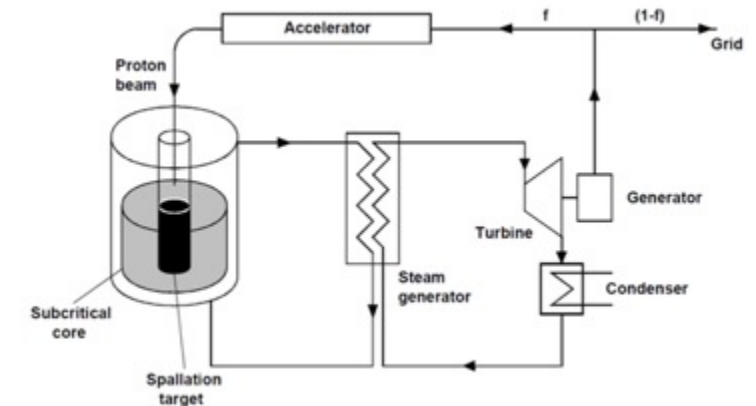 f
(1-f)
Accelerator
Grid
Proton
beam
Generator
Turbine
Steam
generator
Condenser
Subcritical
core
Spallation
target